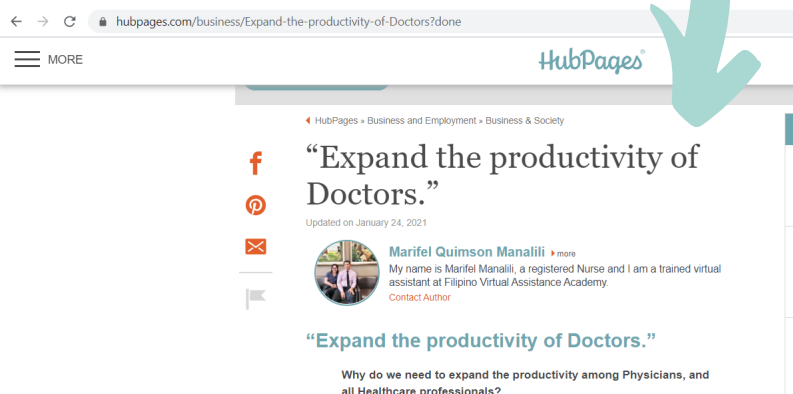 hubpages.com/business/Expand-the-productivity-of-Doctors?done
MORE
HubPages
HubPages » Business and Employment » Business & Society
“Expand the productivity of
Doctors.”
Updated on January 24, 2021
Marifel Quimson Manalili more
My name is Marifel Manalili, a registered Nurse and I am a trained virtual
assistant at Filipino Virtual Assistance Academy.
Contact Author
“Expand the productivity of Doctors.”
Why do we need to expand the productivity among Physicians, and
all Healthcare professionals?